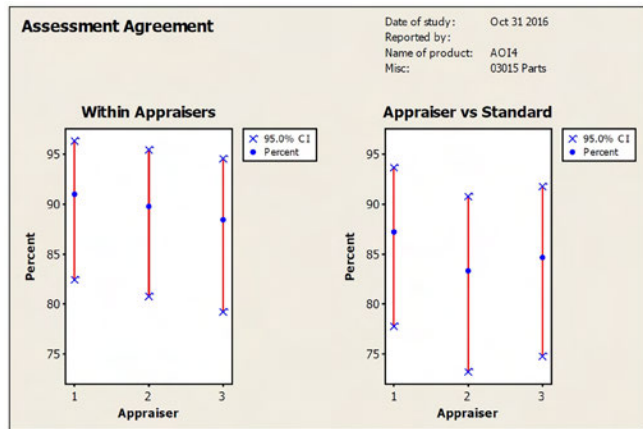 Assessment Agreement
Date of study: Oct 31 2016
Reported by:
Name of product: AOI4
Misc: 03015 Parts
Within Appraisers
95.0% CI
Percent
95
90
85
80
75
Percent
1 2 3
Appraiser
Appraiser vs Standard
95.0% CI
Percent
95
90
85
80
75
Percent
1 2 3
Appraiser